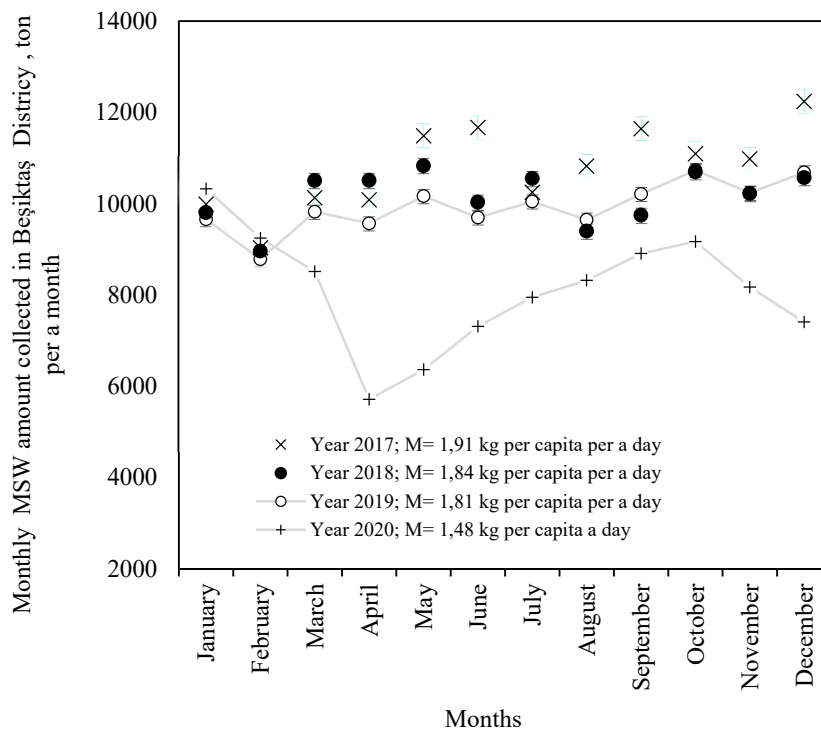 Monthly MSW amount collected in Beşiktaş Districy , ton
per a month
14000
12000
10000
8000
6000
4000
2000
Year 2017; M= 1,91 kg per capita per a day
Year 2018; M= 1,84 kg per capita per a day
Year 2019; M= 1,81 kg per capita per a day
Year 2020; M= 1,48 kg per capita a day
January
February
March
April
May
June
July
August
September
October
November
December
Months